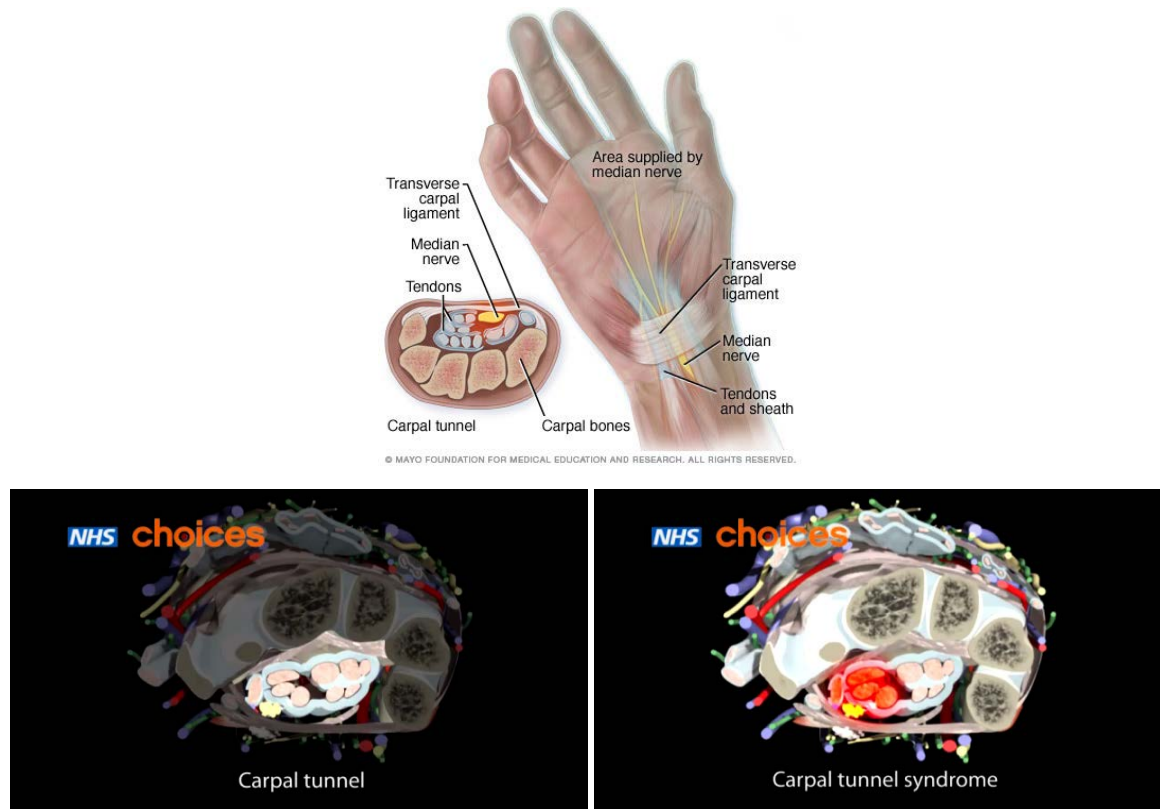 Area supplied by
median nerve
Transverse
carpal
ligament
Median
nerve
Tendons
Transverse
carpal
ligament
Median
nerve
Tendons
and sheath
Carpal tunnel
Carpal bones
© MAYO FOUNDATION FOR MEDICAL EDUCATION AND RESEARCH. ALL RIGHTS RESERVED.
NHS choices
Carpal tunnel
NHS choices
Carpal tunnel syndrome